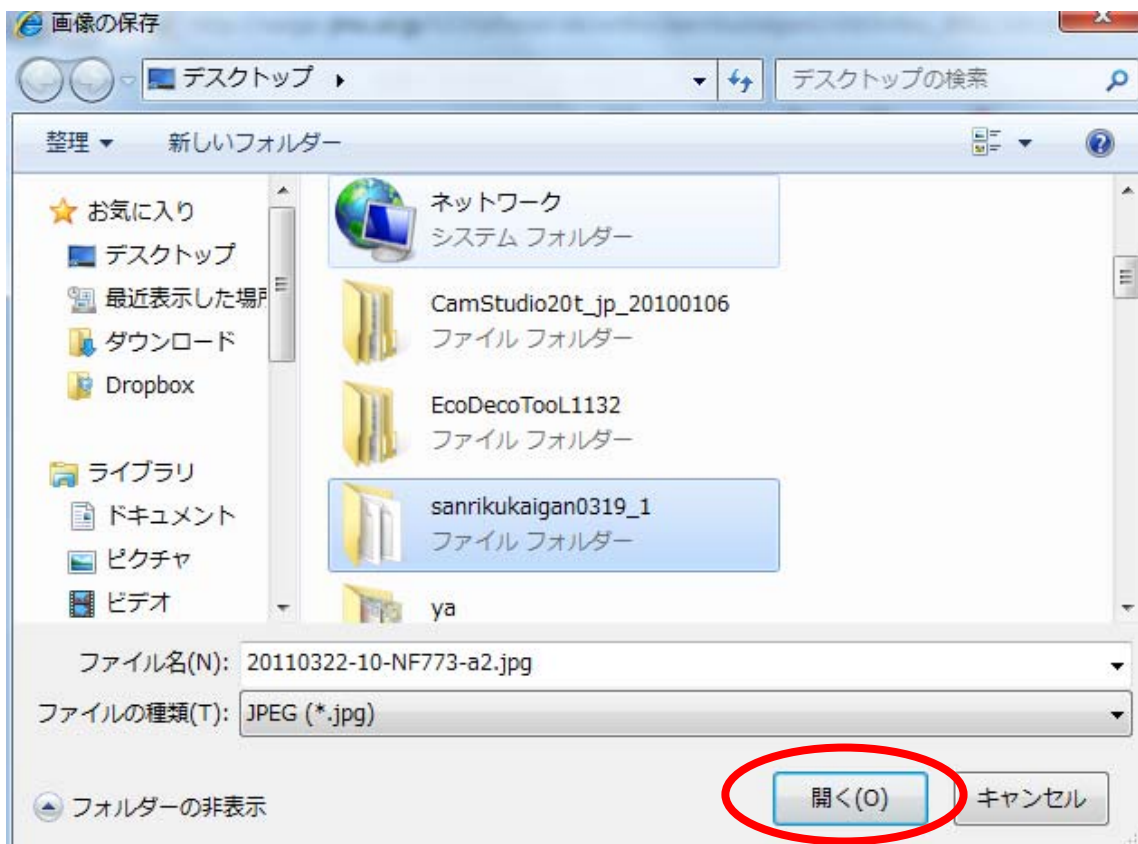 画像の保存
デスクトップ
デスクトップの検索
整理
新しいフォルダー
お気に入り
デスクトップ
最近表示した場所
ダウンロード
Dropbox
ライブラリ
ドキュメント
ピクチャ
ビデオ
ネットワーク
システム フォルダー
CamStudio20t_jp_20100106
ファイル フォルダー
EcoDecoTooL1132
ファイル フォルダー
sanrikukaigan0319_1
ファイル フォルダー
ya
ファイル名(N): 20110322-10-NF773-a2.jpg
ファイルの種類(T): JPEG (*.jpg)
フォルダーの非表示
開く(O)
キャンセル